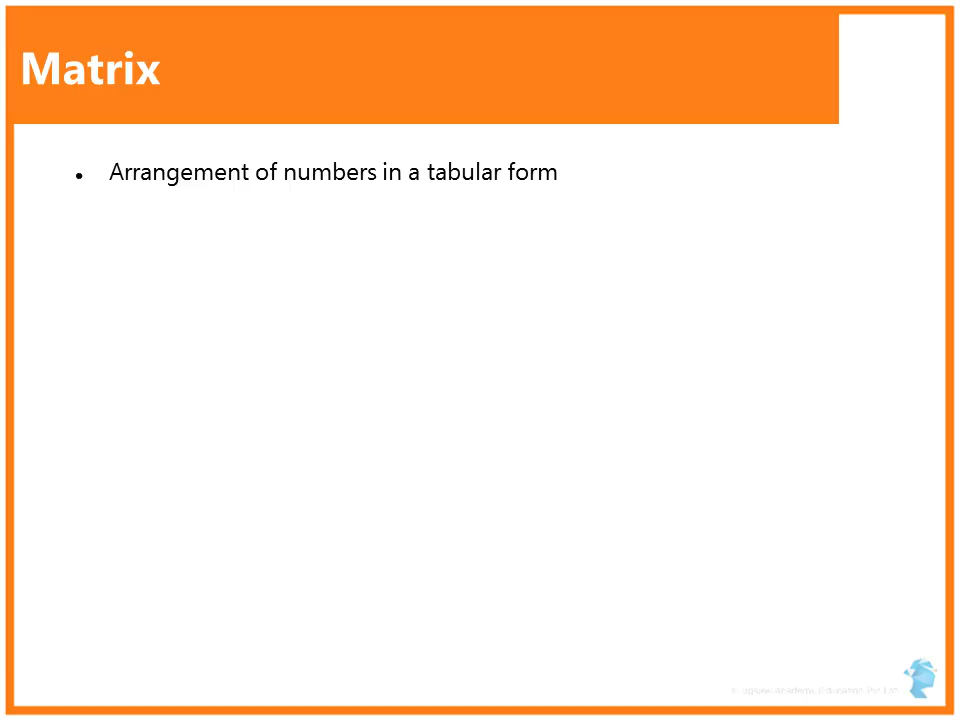 Matrix
• Arrangement of numbers in a tabular form